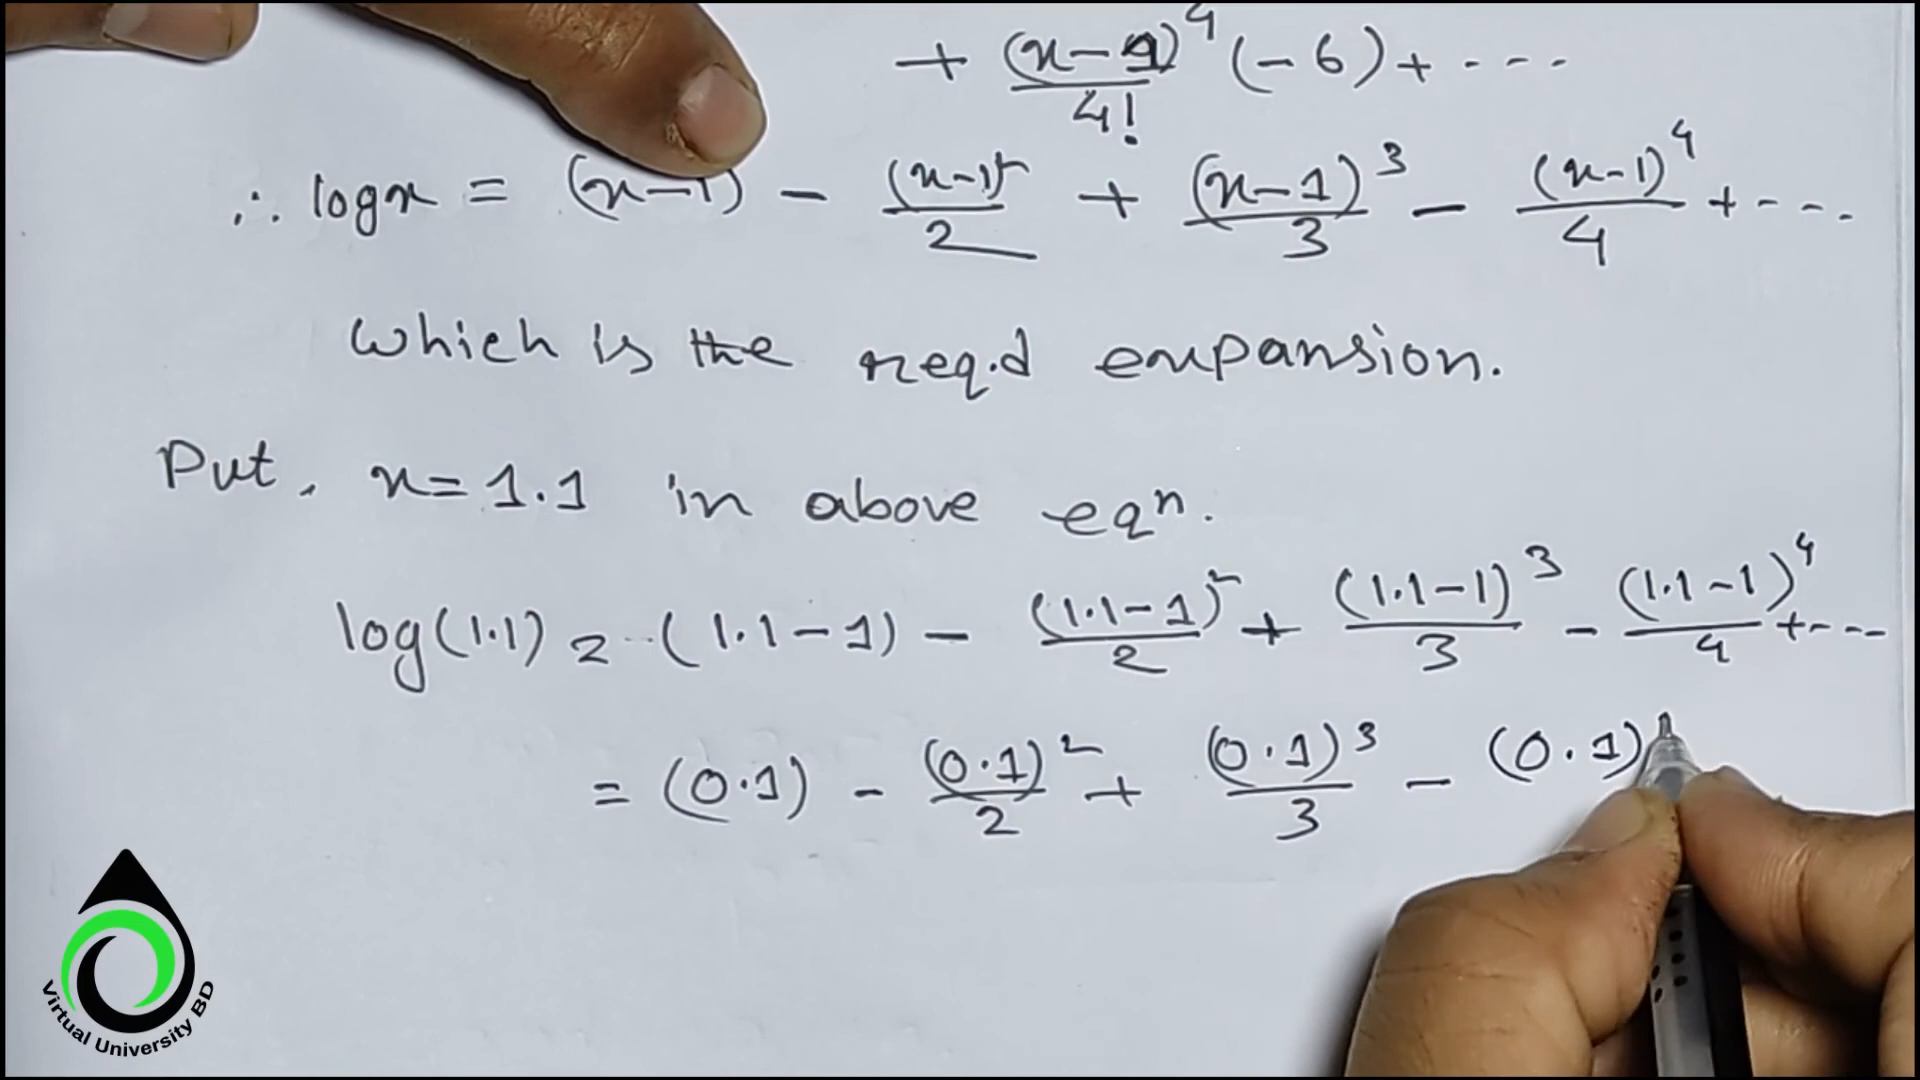 + (x-1)^4/4! (-6) + ----
∴ logx = (x-1) - (x-1)^2/2 + (x-1)^3/3 - (x-1)^4/4 + ----
which is the req.d expansion.
Put, x=1.1 in above eqn.
log(1.1) = (1.1-1) - (1.1-1)^2/2 + (1.1-1)^3/3 - (1.1-1)^4/4 + ----
= (0.1) - (0.1)^2/2 + (0.1)^3/3 - (0.1)
Virtual University BD